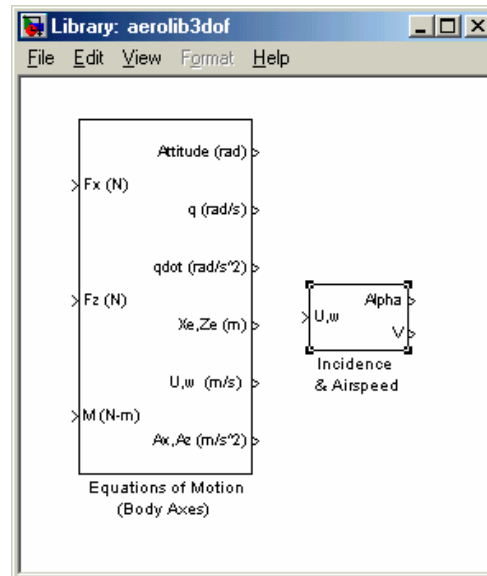 Library: aerolib3dof
File Edit View Format Help
Attitude (rad)
Fx (N)
q (rad/s)
qdot (rad/s^2)
Fz (N)
Xe,Ze (m)
U,w (m/s)
M (N-m)
Ax,Az (m/s^2)
Equations of Motion
(Body Axes)
Alpha
U,w
V
Incidence
& Airspeed